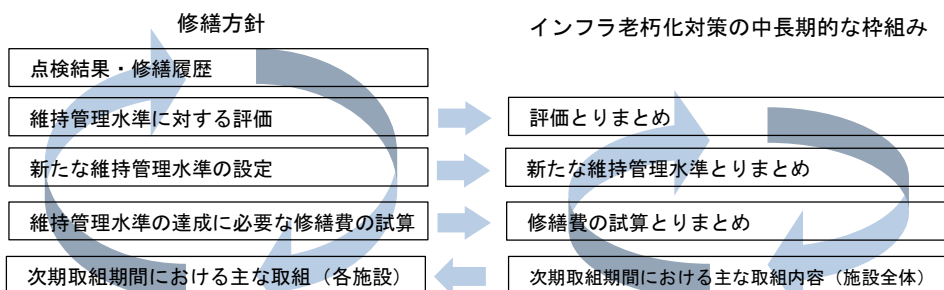 修繕方針
点検結果・修繕履歴
維持管理水準に対する評価
新たな維持管理水準の設定
維持管理水準の達成に必要な修繕費の試算
次期取組期間における主な取組（各施設）
インフラ老朽化対策の中長期的な枠組み
評価とりまとめ
新たな維持管理水準とりまとめ
修繕費の試算とりまとめ
次期取組期間における主な取組内容（施設全体）